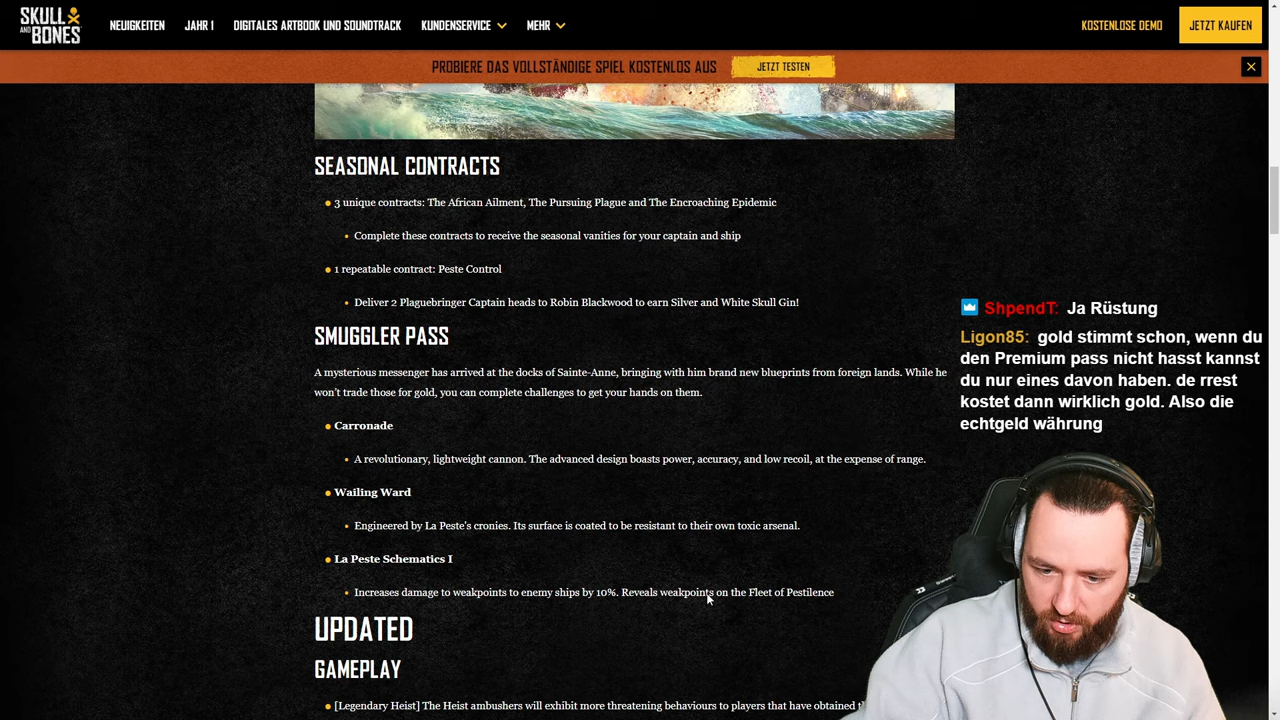 SKULL AND BONES
NEUIGKEITEN JAHR 1 DIGITALES ARTBOOK UND SOUNDTRACK KUNDENSERVICE MEHR KOSTENLOSE DEMO JETZT KAUFEN
PROBIERE DAS VOLLSTÄNDIGE SPIEL KOSTENLOS AUS JETZT TESTEN
SEASONAL CONTRACTS
3 unique contracts: The African Ailment, The Pursuing Plague and The Encroaching Epidemic
Complete these contracts to receive the seasonal vanities for your captain and ship
1 repeatable contract: Peste Control
Deliver 2 Plaguebringer Captain heads to Robin Blackwood to earn Silver and White Skull Gin!
SMUGGLER PASS
A mysterious messenger has arrived at the docks of Sainte-Anne, bringing with him brand new blueprints from foreign lands. While he
won't trade those for gold, you can complete challenges to get your hands on them.
Carronade
A revolutionary, lightweight cannon. The advanced design boasts power, accuracy, and low recoil, at the expense of range.
Wailing Ward
Engineered by La Peste's cronies. Its surface is coated to be resistant to their own toxic arsenal.
La Peste Schematics I
Increases damage to weakpoints to enemy ships by 10%. Reveals weakpoints on the Fleet of Pestilence
UPDATED
GAMEPLAY
[Legendary Heist] The Heist ambushers will exhibit more threatening behaviours to players that have obtained
ShpendT: Ja Rüstung
Ligon85: gold stimmt schon, wenn du
den Premium pass nicht hasst kannst
du nur eines davon haben. de rrest
kostet dann wirklich gold. Also die
echtgeld währung